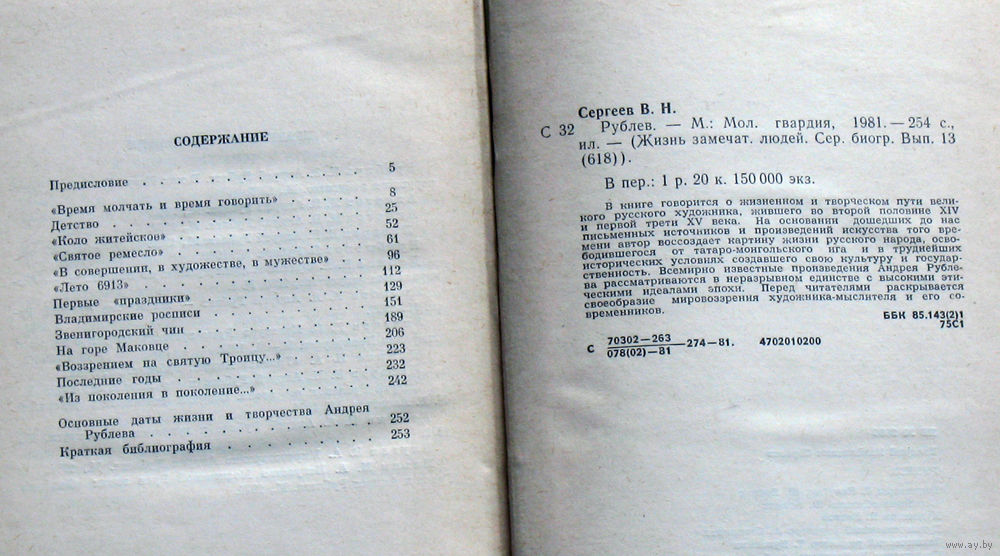 СОДЕРЖАНИЕ
Предисловие . . . . . . . . . . . . 5
«Время молчать и время говорить» . . . . 8
Детство . . . . . . . . . . . . . . 25
«Коло житейское» . . . . . . . . . . 52
«Святое ремесло» . . . . . . . . . . 61
«В совершении, в художестве, в мужестве» . . 96
«Лето 6913» . . . . . . . . . . . . 112
Первые «праздники» . . . . . . . . . 129
Владимирские росписи . . . . . . . . 151
Звенигородский чин . . . . . . . . . 189
На горе Маковце . . . . . . . . . . 206
«Воззрением на святую Троицу...» . . . . 223
Последние годы . . . . . . . . . . . 232
«Из поколения в поколение...» . . . . . 242
Основные даты жизни и творчества Андрея
Рублева . . . . . . . . . . . . . 252
Краткая библиография . . . . . . . . 253
Сергеев В. Н.
С 32 Рублев. — М.: Мол. гвардия, 1981. — 254 с.,
ил. — (Жизнь замечат. людей. Сер. биогр. Вып. 13
(618)).
В пер.: 1 р. 20 к. 150 000 экз.
В книге говорится о жизненном и творческом пути вели-
кого русского художника, жившего во второй половине XIV
и первой трети XV века. На основании дошедших до нас
письменных источников и произведений искусства того вре-
мени автор воссоздает картину жизни русского народа, осво-
бодившегося от татаро-монгольского ига и в труднейших
исторических условиях создавшего свою культуру и государ-
ственность. Всемирно известные произведения Андрея Рубле-
ва рассматриваются в неразрывном единстве с высокими эти-
ческими идеалами эпохи. Перед читателями раскрывается
своеобразие мировоззрения художника-мыслителя и его со-
временников.
ББК 85.143(2)1
75С1
С 70302—263
078(02)—81 —274—81. 4702010200
www.ay.by